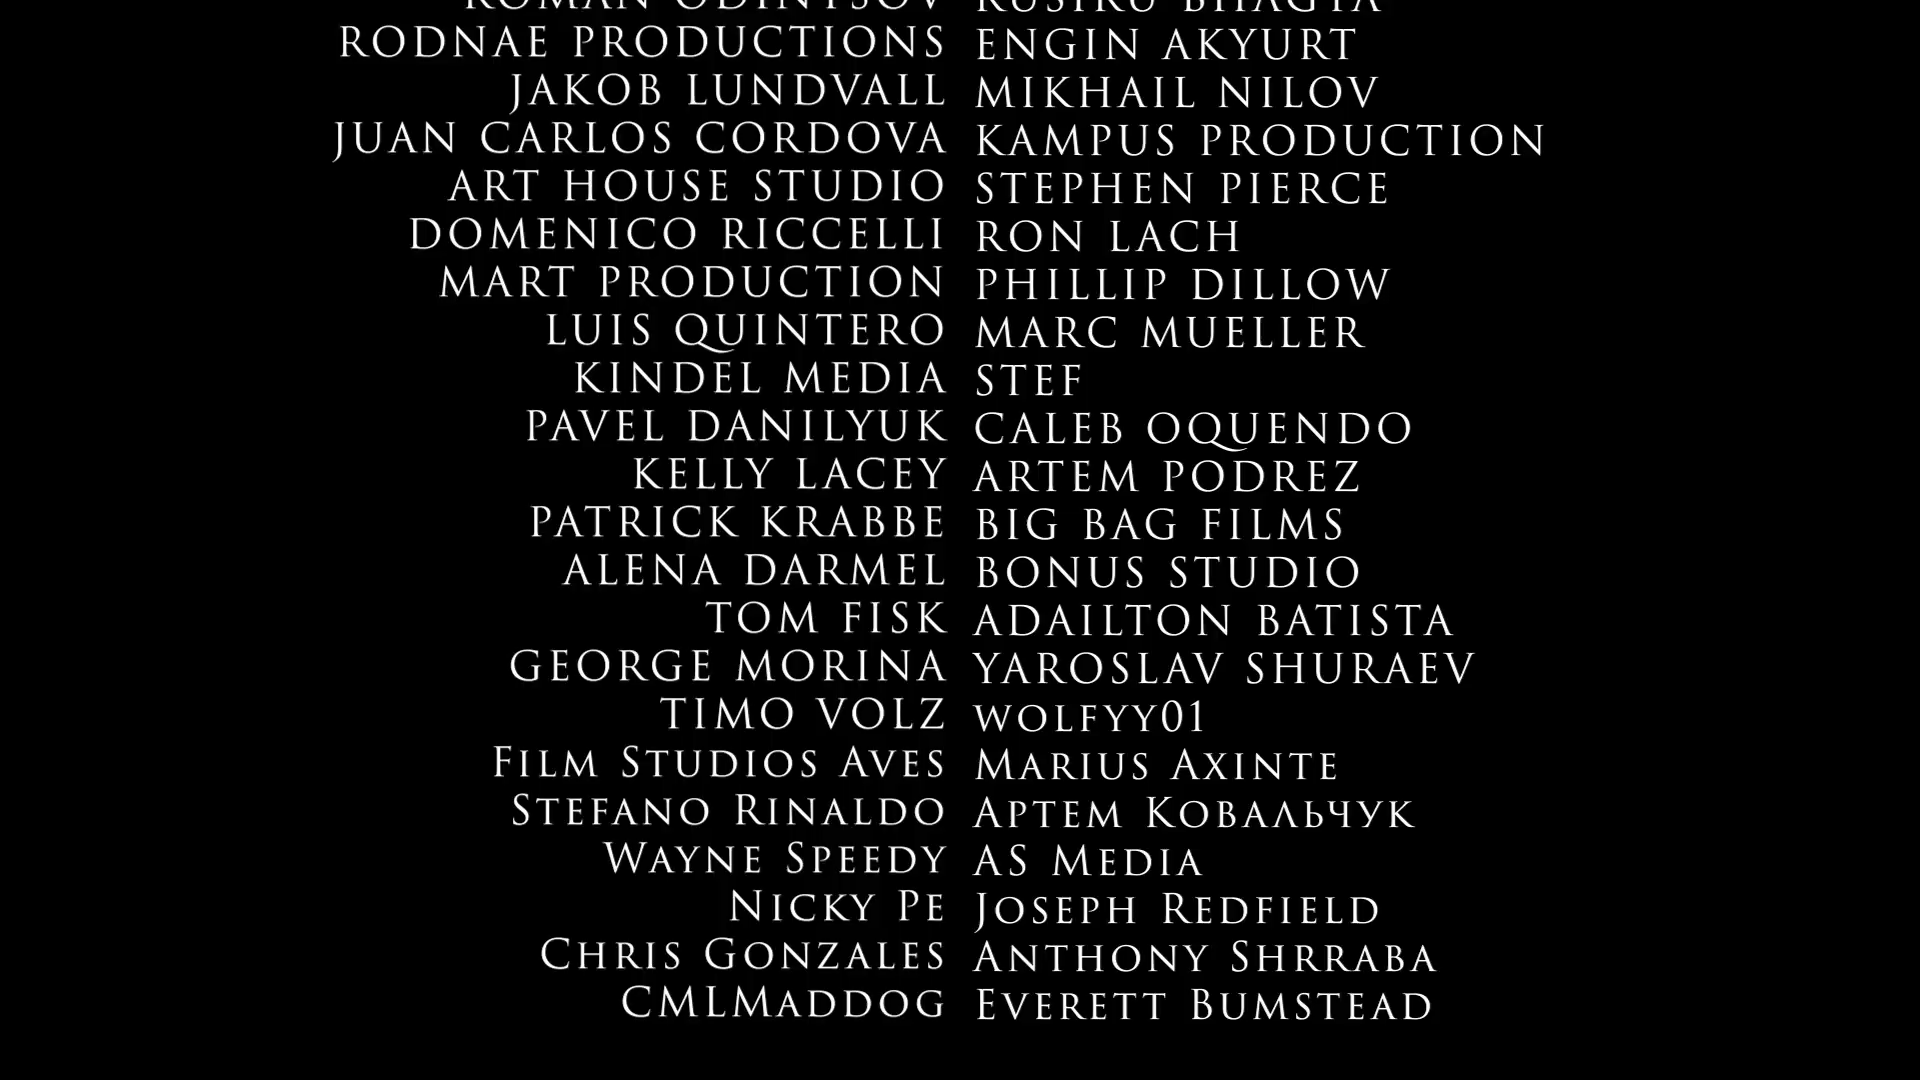 ROMAN ODINTSOV
RODNAE PRODUCTIONS ENGIN AKYURT
JAKOB LUNDVALL MIKHAIL NILOV
JUAN CARLOS CORDOVA KAMPUS PRODUCTION
ART HOUSE STUDIO STEPHEN PIERCE
DOMENICO RICCELLI RON LACH
MART PRODUCTION PHILLIP DILLOW
LUIS QUINTERO MARC MUELLER
KINDEL MEDIA STEF
PAVEL DANILYUK CALEB OQUENDO
KELLY LACEY ARTEM PODREZ
PATRICK KRABBE BIG BAG FILMS
ALENA DARMEL BONUS STUDIO
TOM FISK ADAILTON BATISTA
GEORGE MORINA YAROSLAV SHURAEV
TIMO VOLZ wolfyy01
Film Studios Aves Marius Axinte
Stefano Rinaldo Артем Ковальчук
Wayne Speedy AS Media
Nicky Pe Joseph Redfield
Chris Gonzales Anthony Shrraba
CMLMaddog Everett Bumstead